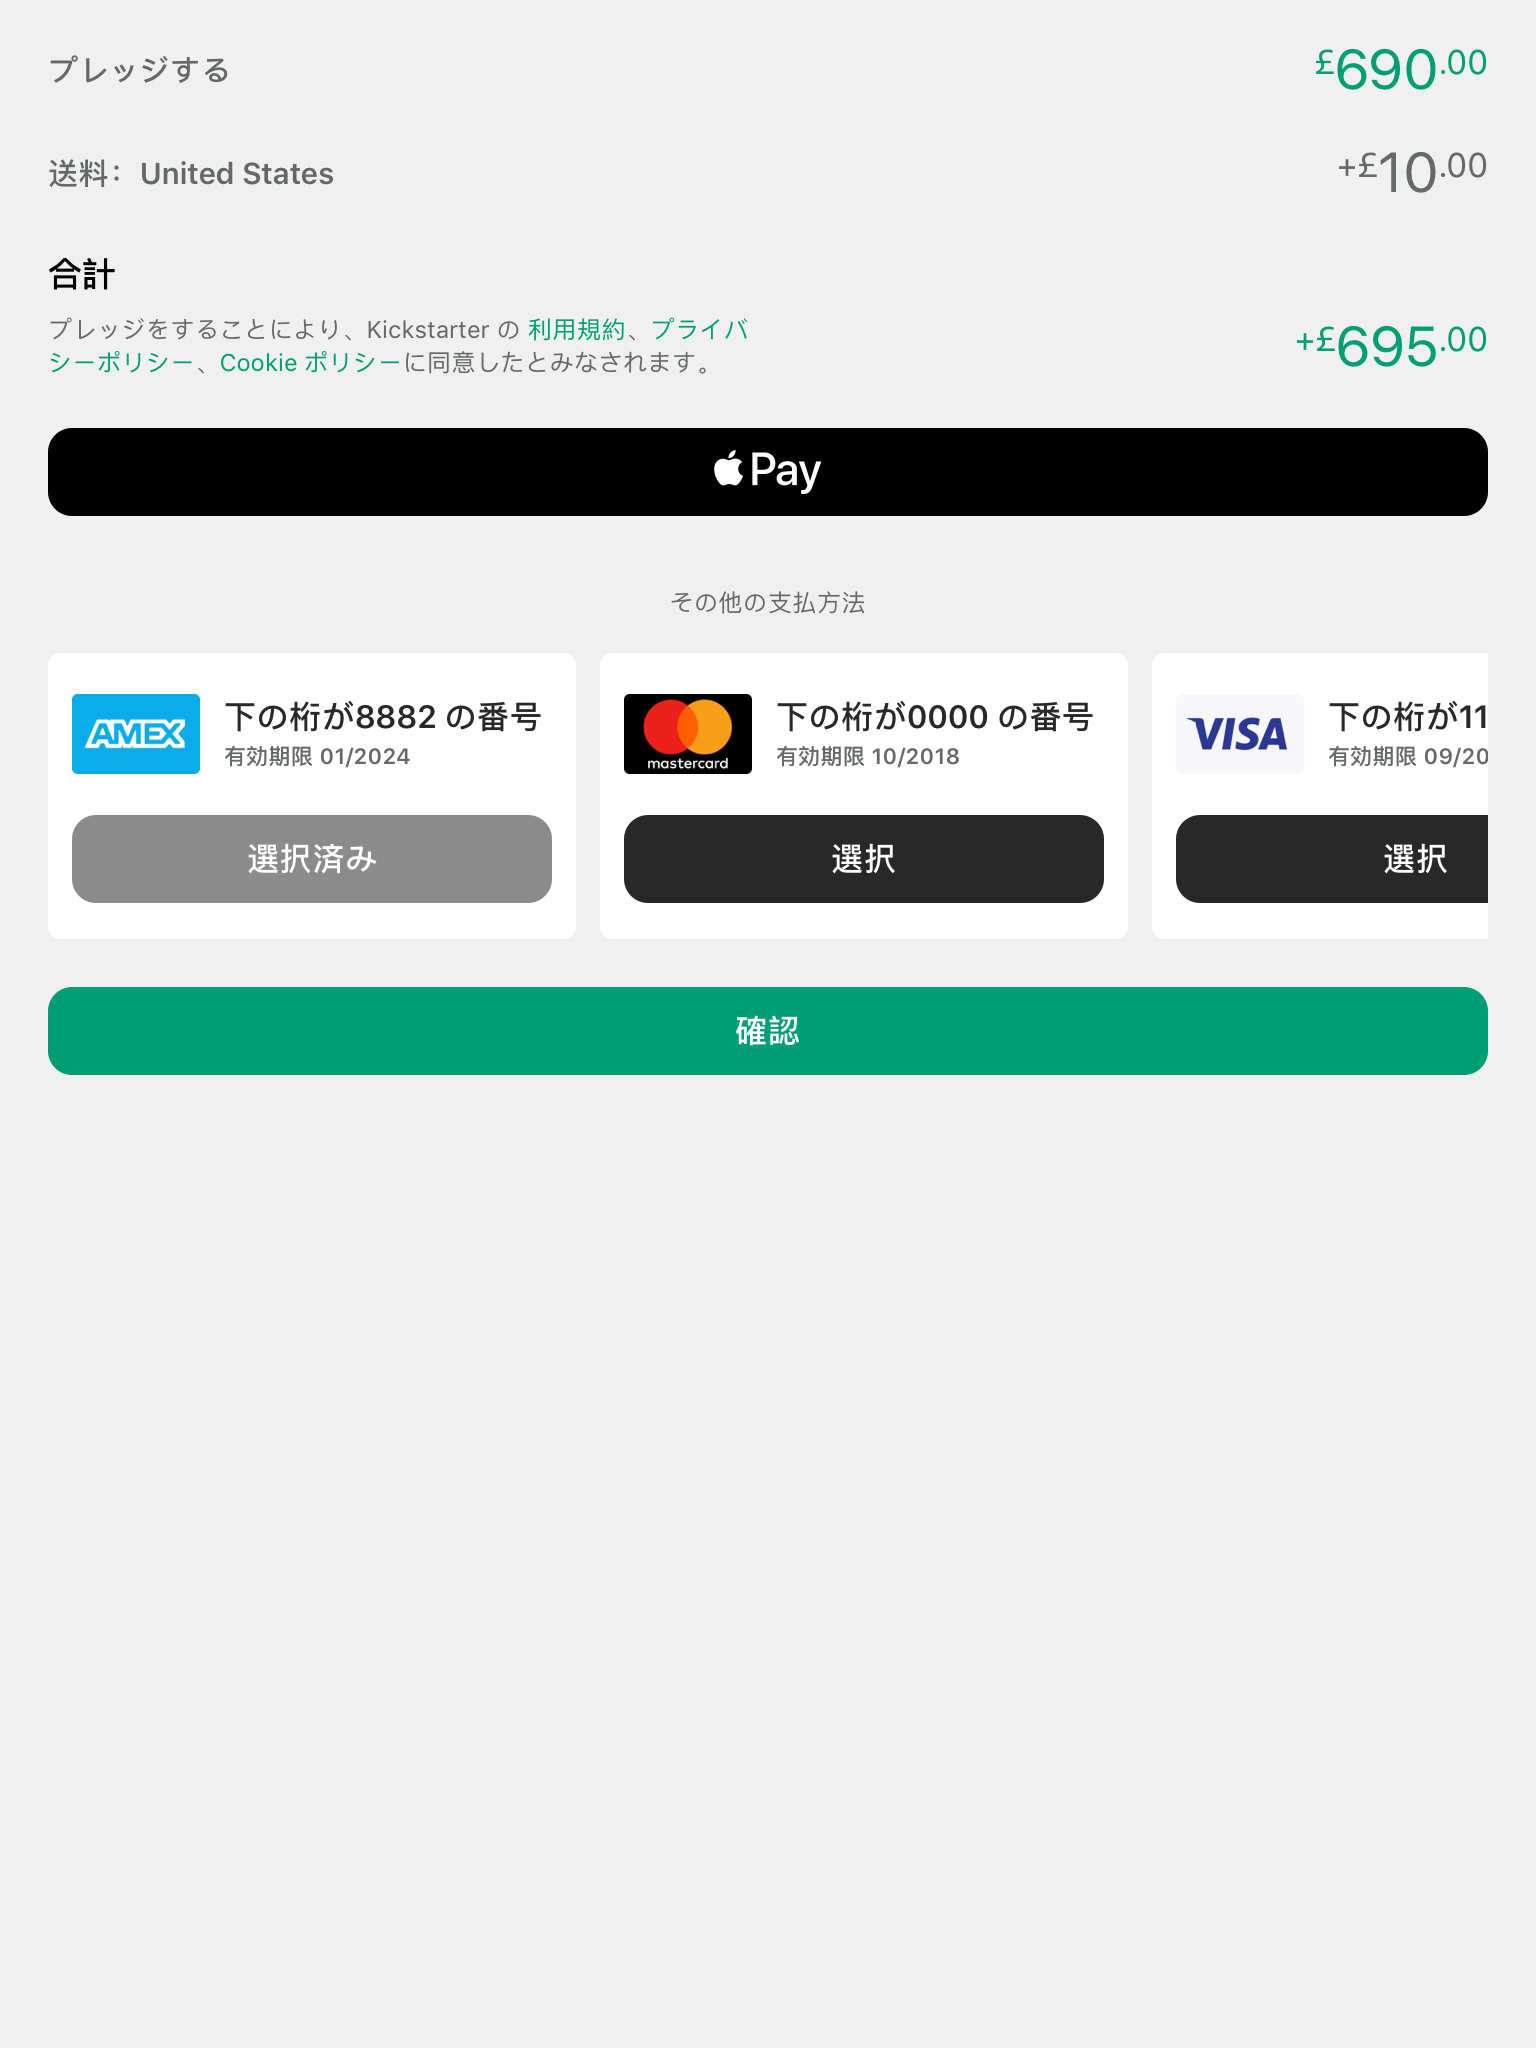 プレッジする £690.00
送料： United States +£10.00
合計
プレッジをすることにより、Kickstarter の 利用規約、プライバ
シーポリシー、Cookie ポリシーに同意したとみなされます。
+£695.00
Pay
その他の支払方法
AMEX
下の桁が8882 の番号
有効期限 01/2024
選択済み
mastercard
下の桁が0000 の番号
有効期限 10/2018
選択
VISA
下の桁が11
有効期限 09/20
選択
確認